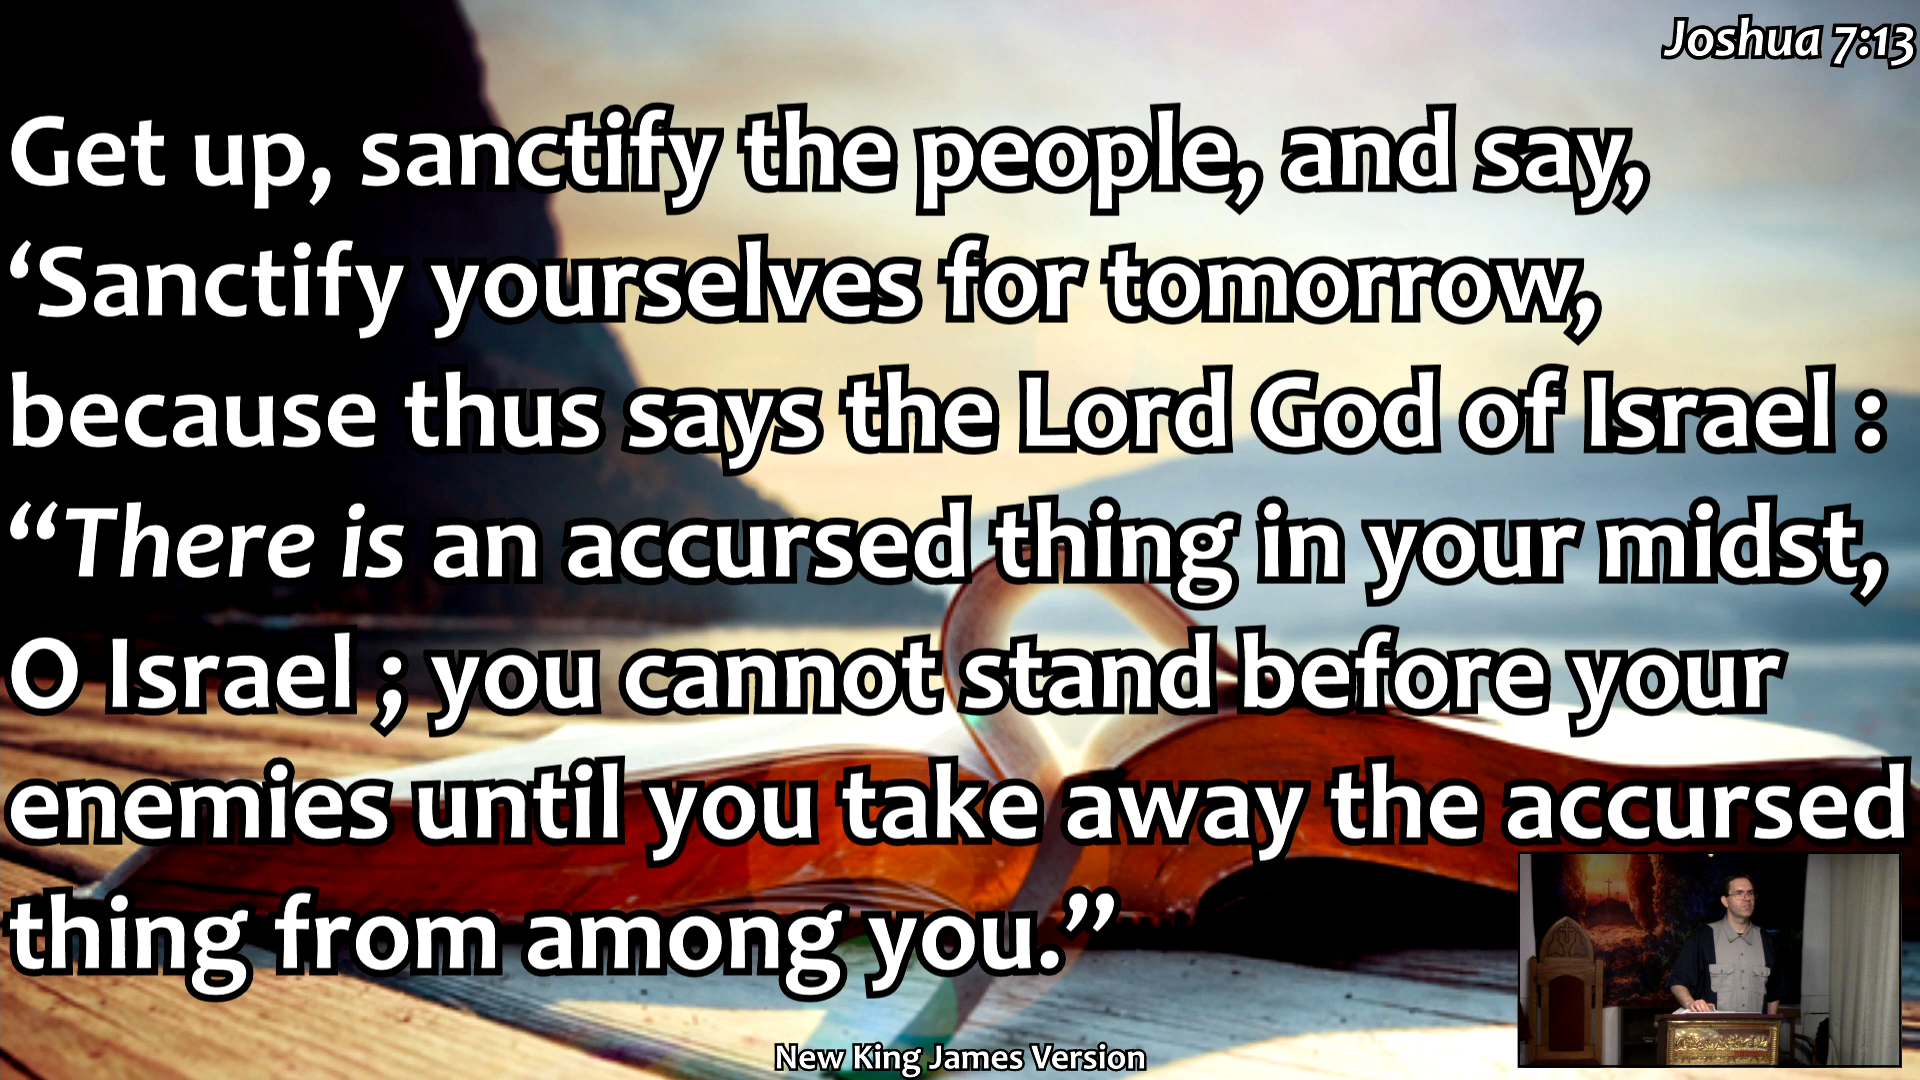 Joshua 7:13
Get up, sanctify the people, and say,
‘Sanctify yourselves for tomorrow,
because thus says the Lord God of Israel :
“There is an accursed thing in your midst,
O Israel ; you cannot stand before your
enemies until you take away the accursed
thing from among you.”
New King James Version